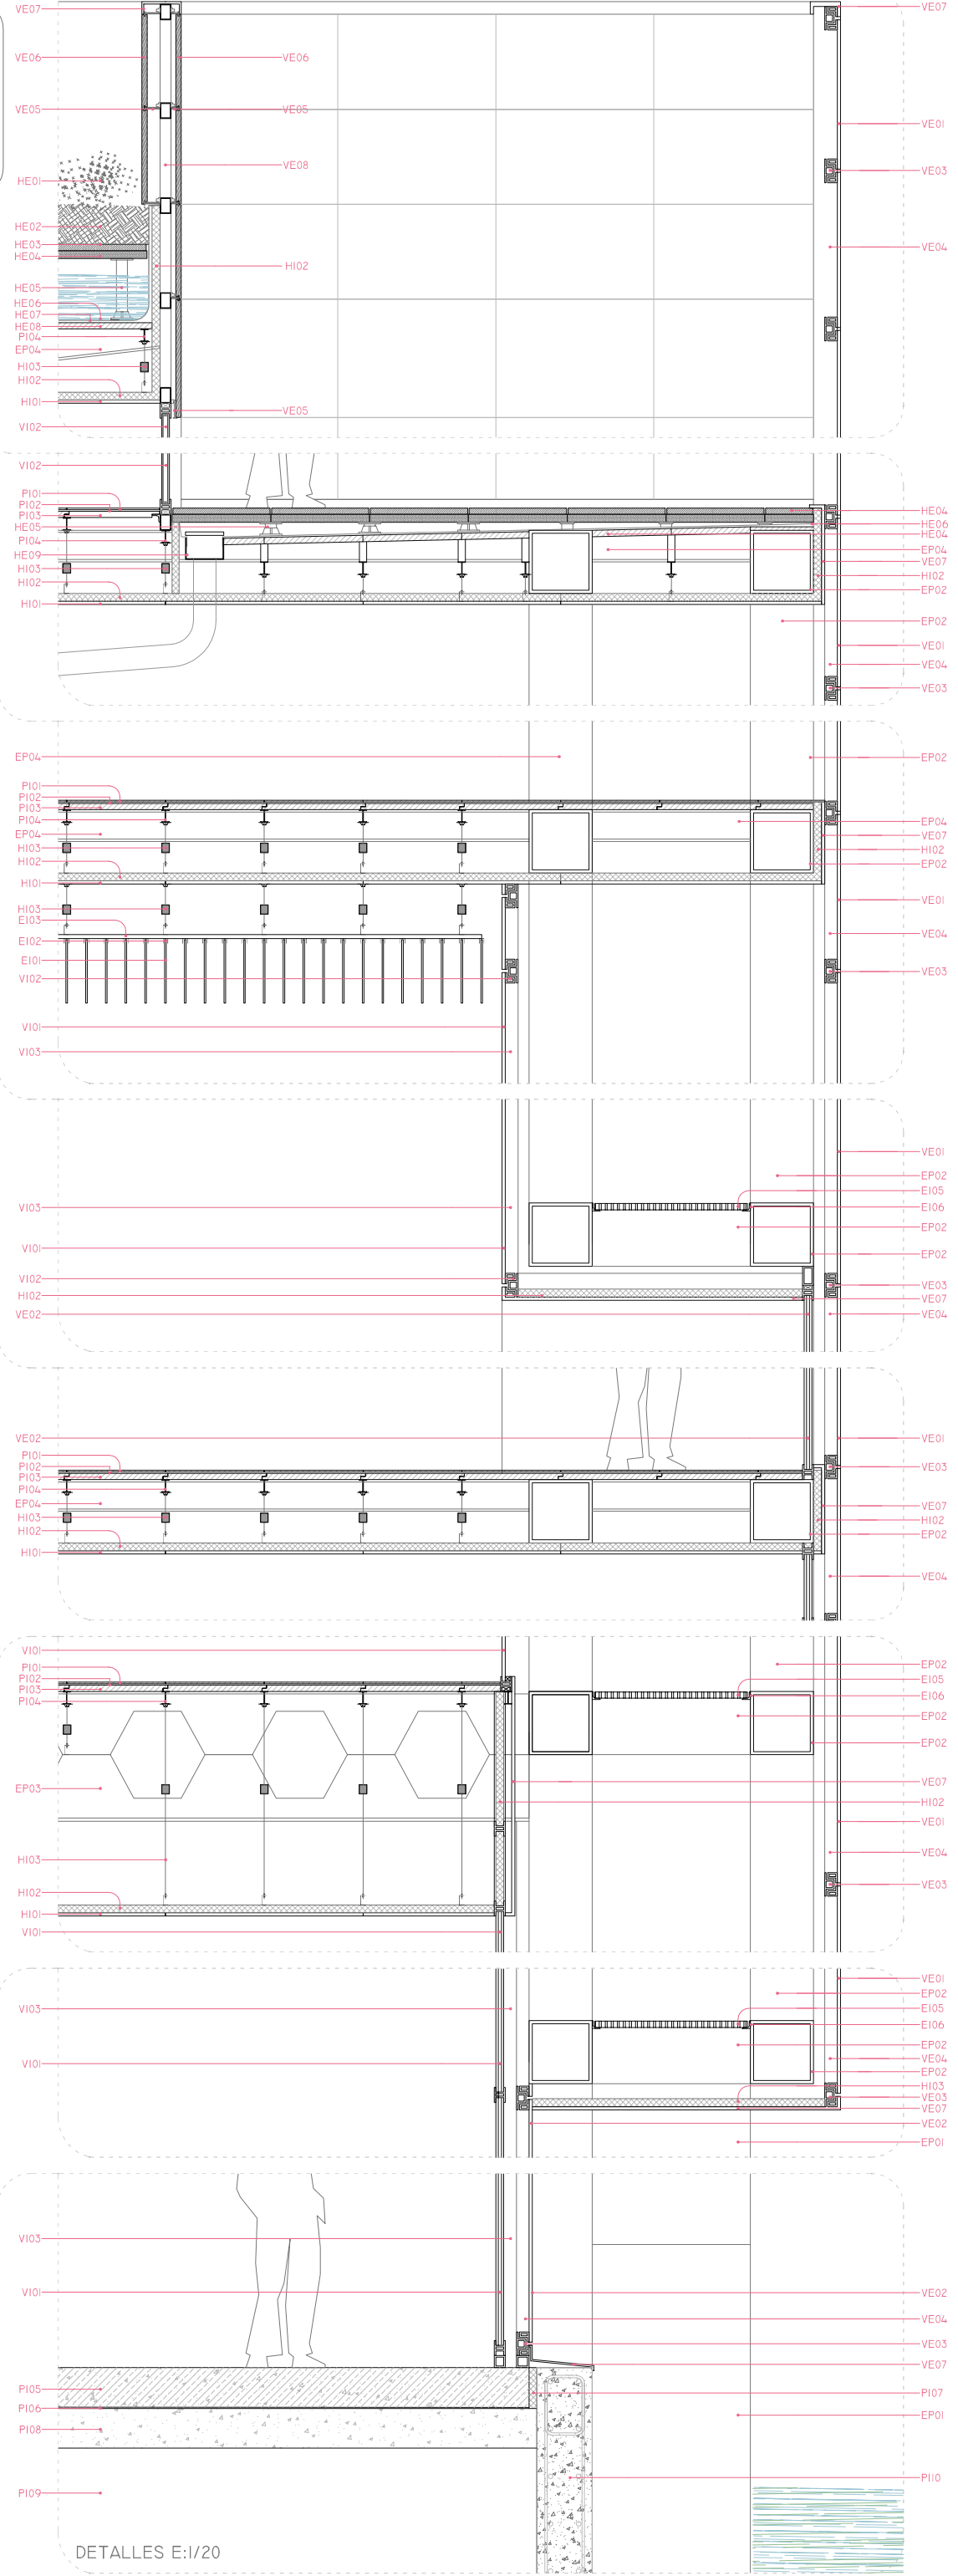 VE07 VE07
VE06 VE06
VE05 VE05
VE01
VE08
VE03
HE01
HE02
HE03
VE04
HE04
HI02
HE05
HE06
HE07
HE08
PI04
EP04
HI03
HI02
HI01
VE05
VI02
VI02
PI01
PI02
HE04
PI03
HE06
HE05
HE04
PI04
EP04
HE09
VE07
HI03
HI02
HI02
EP02
HI01
EP02
VE01
VE04
VE03
EP04 EP02
PI01
PI02
PI03
PI04
EP04
EP04
VE07
HI03
HI02
HI02
EP02
HI01
VE01
HI03
EI03
VE04
EI02
EI01
VE03
VI02
VI01
VI03
VE01
EP02
EI05
VI03 EI06
EP02
VI01
EP02
VI02
VE03
HI02
VE07
VE02 VE04
VE02 VE01
PI01
PI02 VE03
PI03
PI04
EP04 VE07
HI03
HI02
HI02
EP02
HI01
VE04
VI01
EP02
PI01
PI02 EI05
PI03
EI06
PI04
EP02
EP02
VE07
EP03
HI02
VE01
VE04
HI03
VE03
HI02
HI01
VI01
VE01
EP02
VI03 EI05
EI06
EP02
VE04
VI01
EP02
HI03
VE03
VE07
VE02
EP01
VI03
VI01 VE02
VE04
VE03
VE07
PI05
PI07
PI06
EP01
PI08
PI10
PI09
DETALLES E:1/20